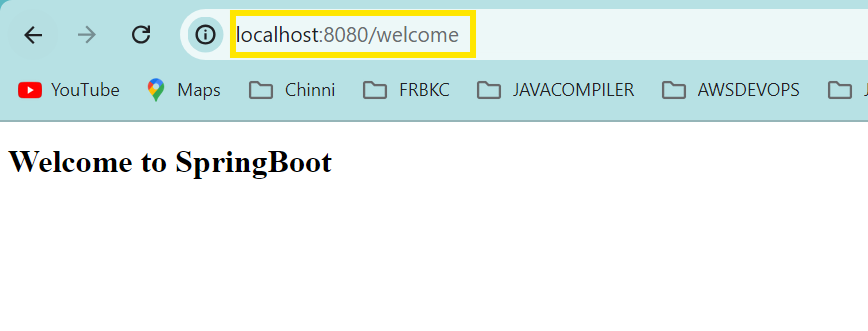 localhost:8080/welcome
YouTube Maps Chinni FRBKC JAVACOMPILER AWSDEVOPS
Welcome to SpringBoot